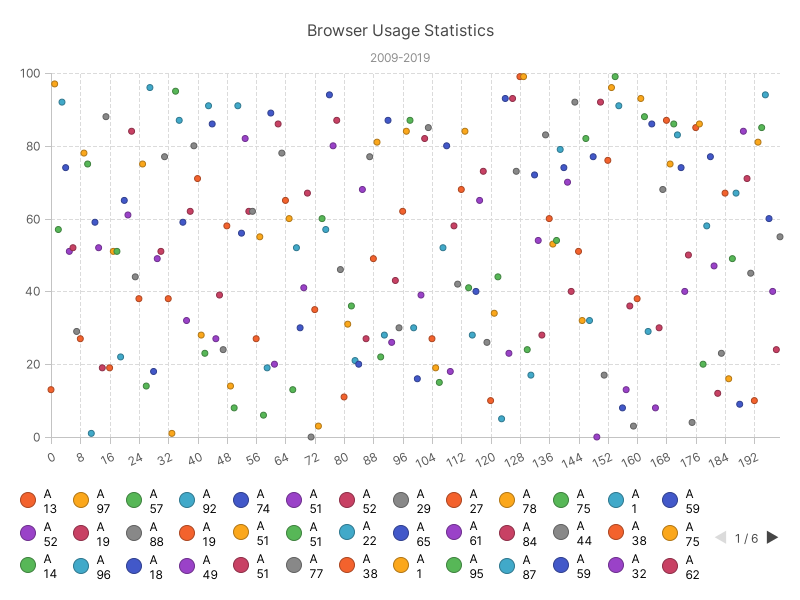 Browser Usage Statistics
2009-2019
100
80
60
40
20
0
0 8 16 24 32 40 48 56 64 72 80 88 96 104 112 120 128 136 144 152 160 168 176 184 192
A 13 A 97 A 57 A 92 A 74 A 51 A 52 A 29 A 27 A 78 A 75 A 1 A 59
A 52 A 19 A 88 A 19 A 51 A 51 A 22 A 65 A 61 A 84 A 44 A 38 A 75
1 / 6
A 14 A 96 A 18 A 49 A 51 A 77 A 38 A 1 A 95 A 87 A 59 A 32 A 62